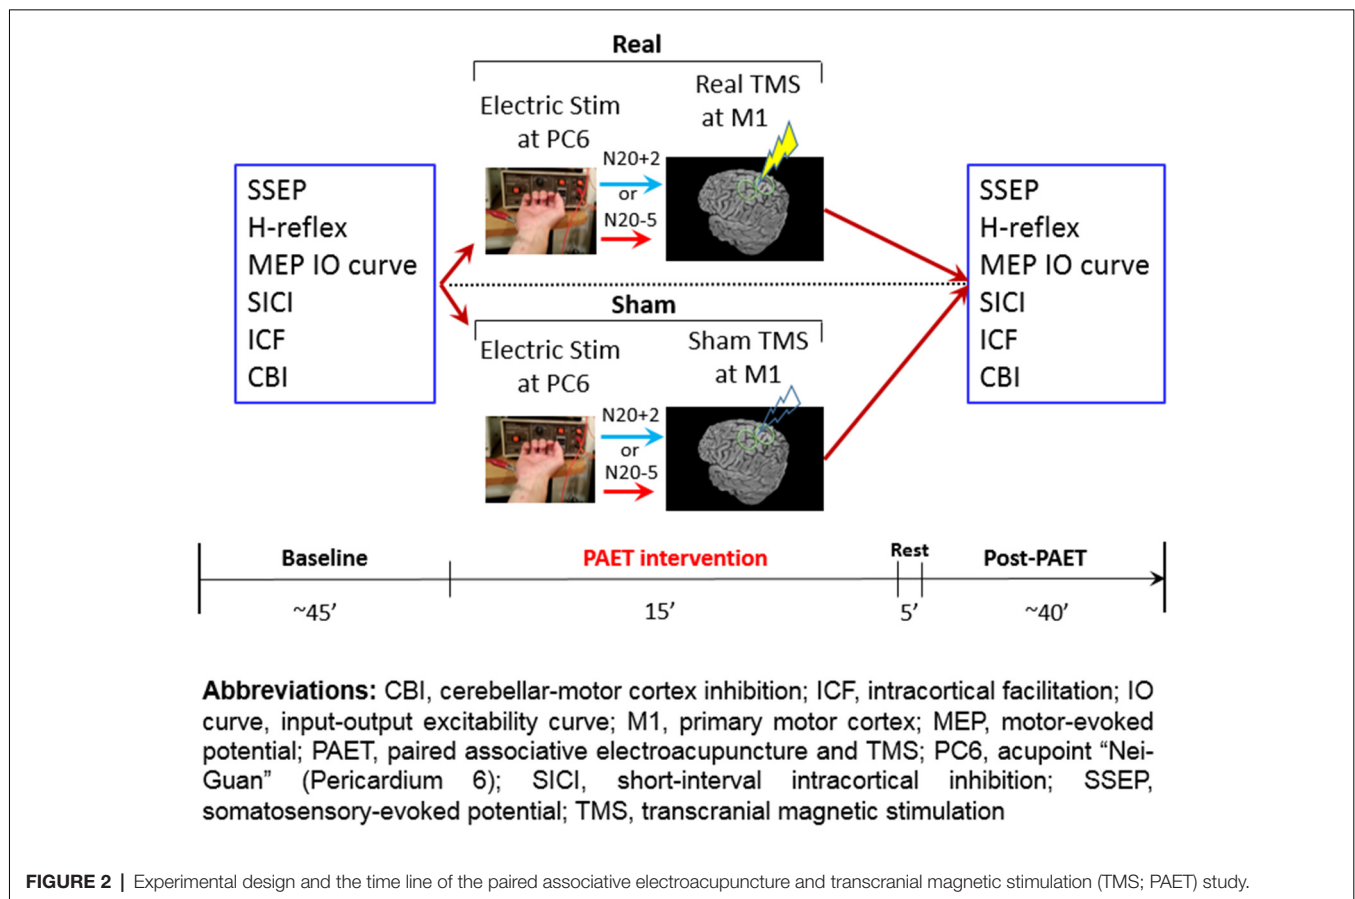 Real
Electric Stim
at PC6
Real TMS
at M1
N20+2
or
N20-5
SSEP
H-reflex
MEP IO curve
SICI
ICF
CBI
SSEP
H-reflex
MEP IO curve
SICI
ICF
CBI
Sham
Electric Stim
at PC6
Sham TMS
at M1
N20+2
or
N20-5
Baseline
PAET intervention
Rest
Post-PAET
~45’
15’
5’
~40’
Abbreviations: CBI, cerebellar-motor cortex inhibition; ICF, intracortical facilitation; IO
curve, input-output excitability curve; M1, primary motor cortex; MEP, motor-evoked
potential; PAET, paired associative electroacupuncture and TMS; PC6, acupoint “Nei-
Guan” (Pericardium 6); SICI, short-interval intracortical inhibition; SSEP,
somatosensory-evoked potential; TMS, transcranial magnetic stimulation
FIGURE 2 | Experimental design and the time line of the paired associative electroacupuncture and transcranial magnetic stimulation (TMS; PAET) study.